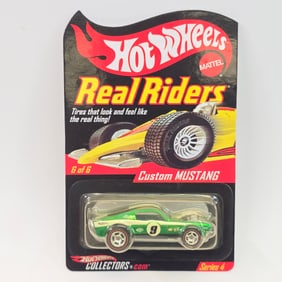 Hot Wheels
MATTEL
Real Riders
Tires that look and feel like
the real thing!
6 of 6
Custom MUSTANG
9
Hot Wheels
COLLECTORS.com
Series 4